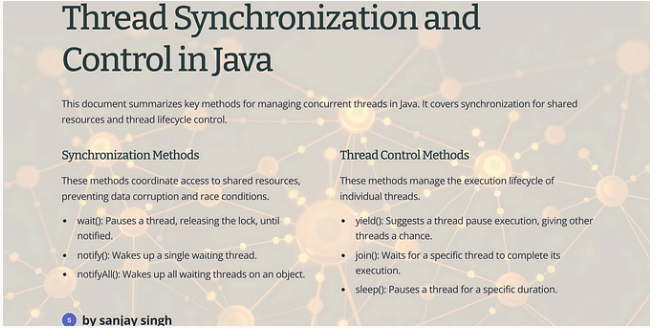 Thread Synchronization and
Control in Java
This document summarizes key methods for managing concurrent threads in Java. It covers synchronization for shared
resources and thread lifecycle control.
Synchronization Methods
These methods coordinate access to shared resources,
preventing data corruption and race conditions.
• wait(): Pauses a thread, releasing the lock, until
notified.
• notify(): Wakes up a single waiting thread.
• notifyAll(): Wakes up all waiting threads on an object.
Thread Control Methods
These methods manage the execution lifecycle of
individual threads.
• yield(): Suggests a thread pause execution, giving other
threads a chance.
• join(): Waits for a specific thread to complete its
execution.
• sleep(): Pauses a thread for a specific duration.
s by sanjay singh